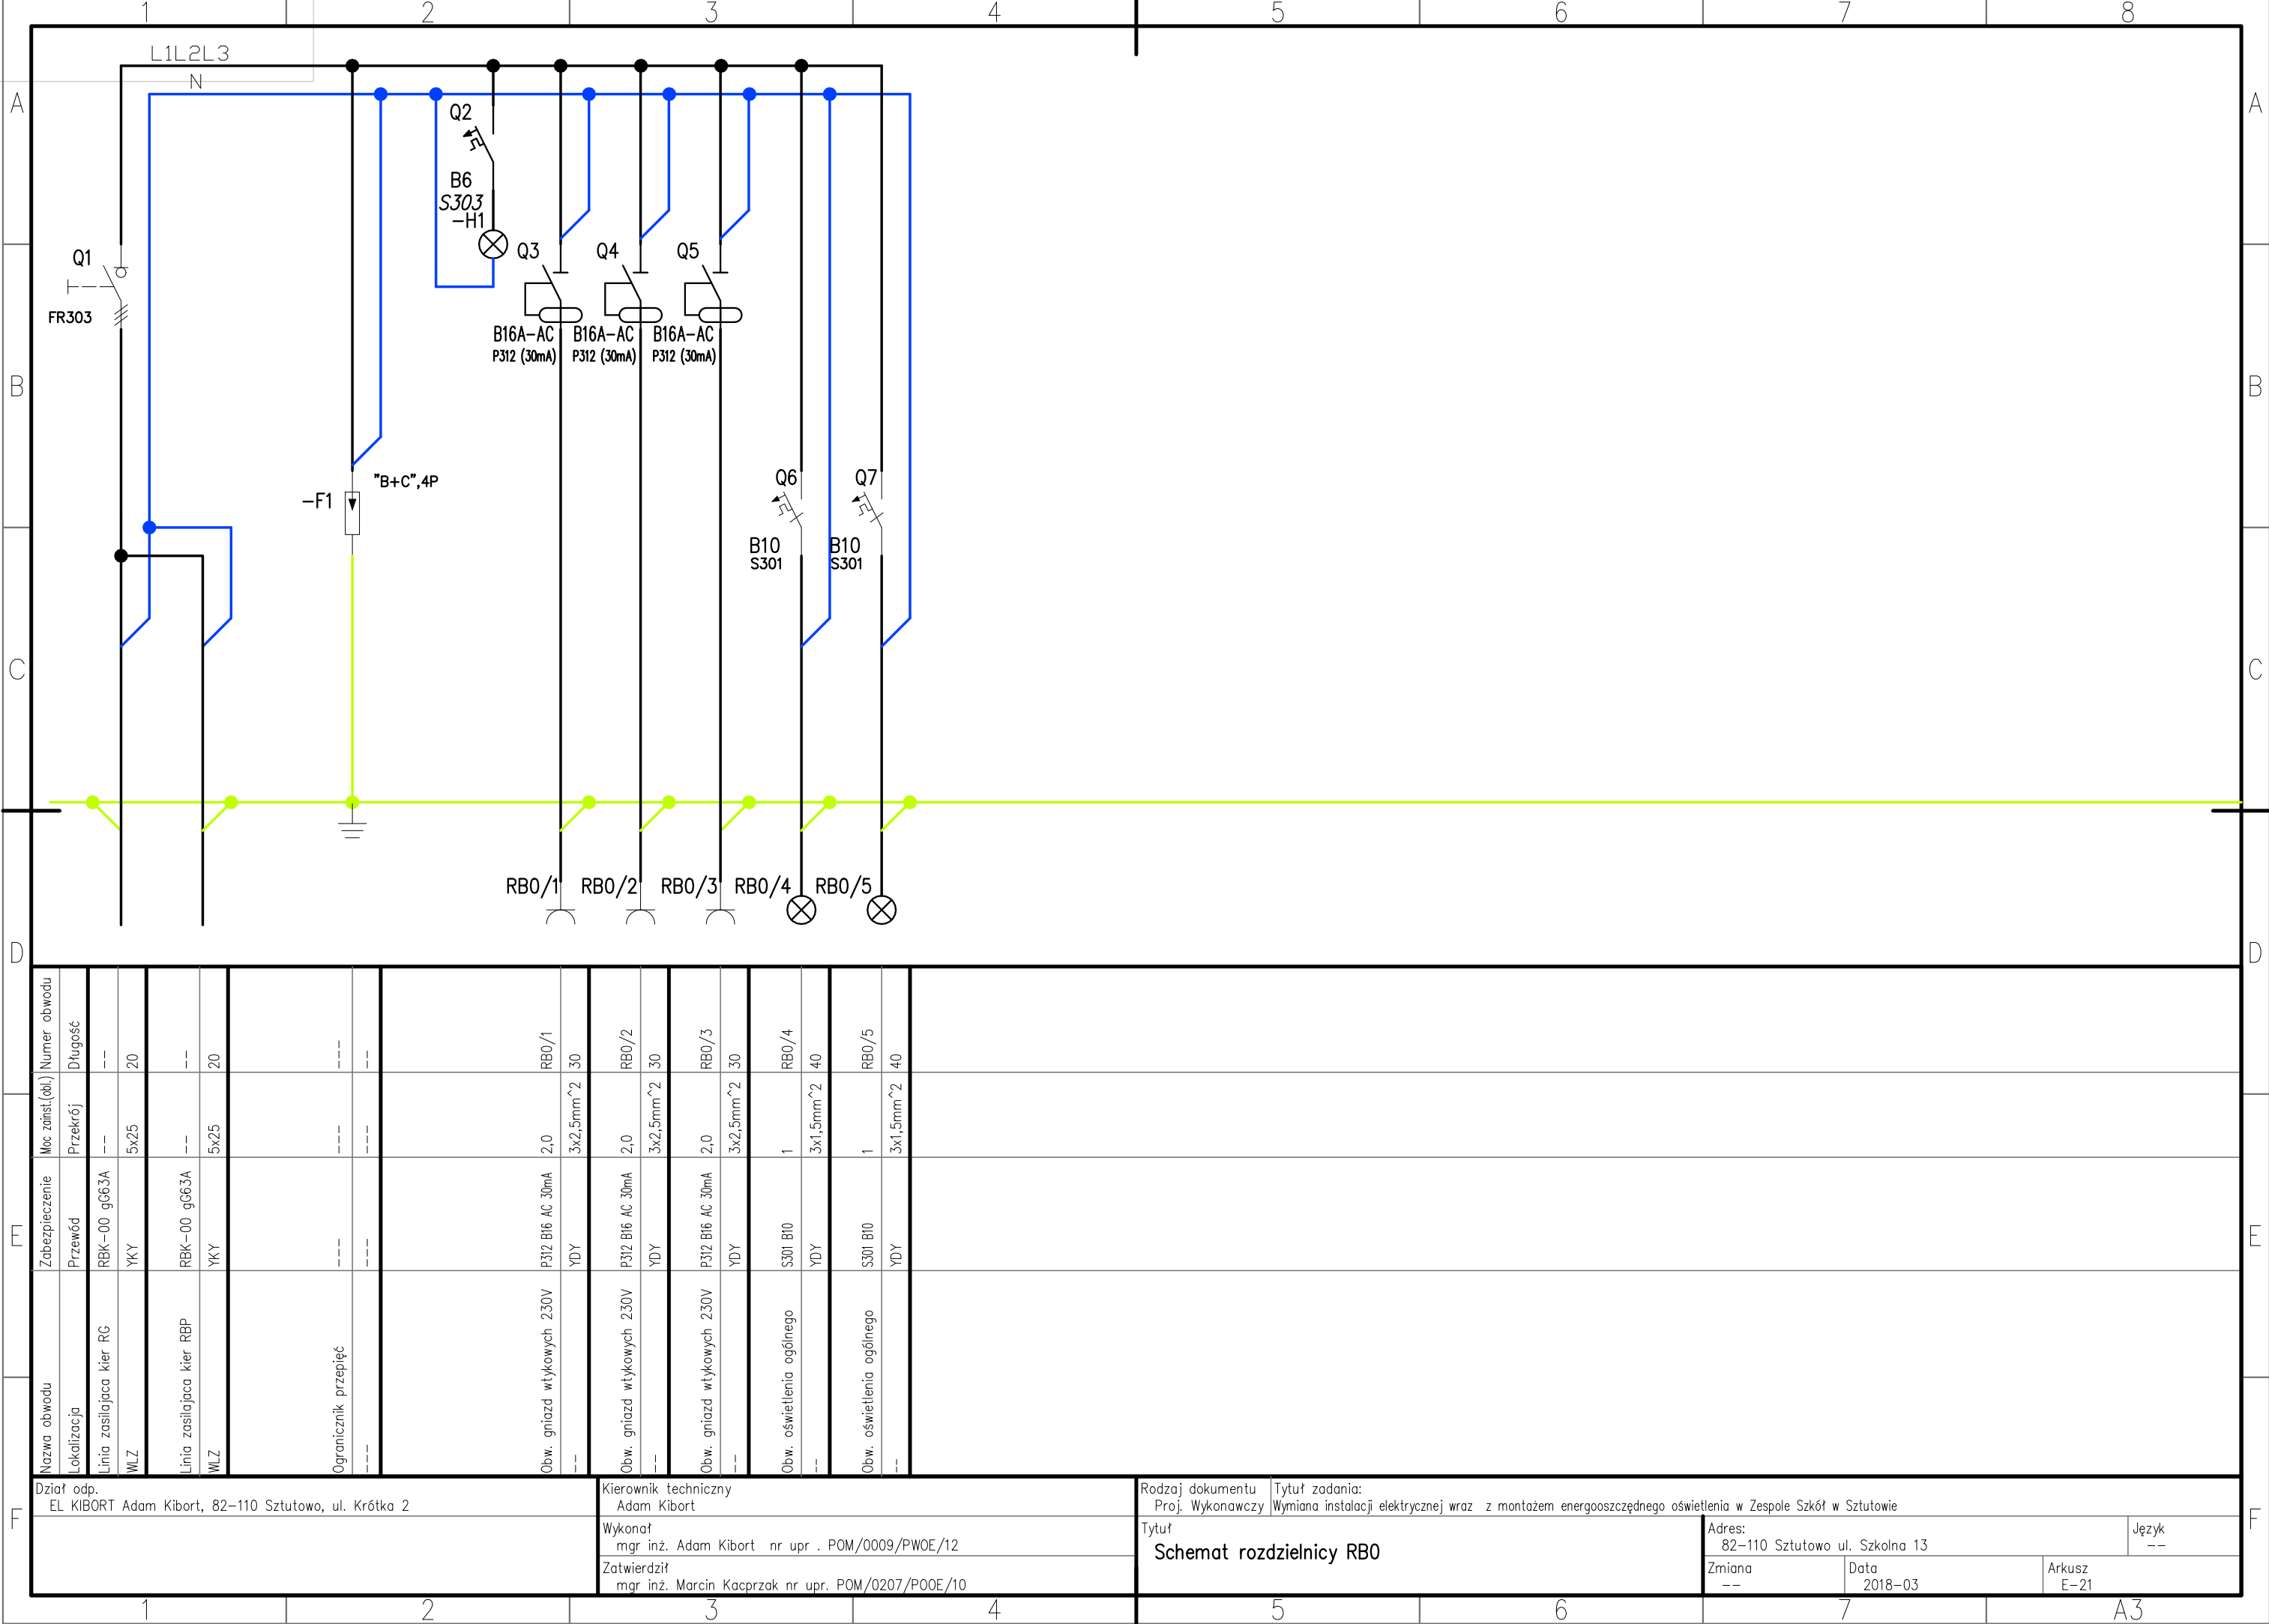 1 2 3 4 5 6 7 8
L1L2L3
N
A A
Q2
B6
S303
-H1
Q1
FR303
Q3 Q4 Q5
B16A-AC B16A-AC B16A-AC
P312 (30mA) P312 (30mA) P312 (30mA)
B B
-F1 "B+C",4P
Q6 Q7
B10 B10
S301 S301
C C
RB0/1 RB0/2 RB0/3 RB0/4 RB0/5
D D
Numer obwodu
Długość
Moc zainst.(obl.)
Przekrój
Zabezpieczenie
Przewód
Nazwa obwodu
Lokalizacja
Linia zasilajaca kier RG RBK-00 gG63A -- --
WLZ YKY 5x25 20
Linia zasilajaca kier RBP RBK-00 gG63A -- --
WLZ YKY 5x25 20
Ogranicznik przepięć --- --- ---
--- --- --- --
Obw. gniazd wtykowych 230V P312 B16 AC 30mA 2,0 RB0/1
-- YDY 3x2,5mm^2 30
Obw. gniazd wtykowych 230V P312 B16 AC 30mA 2,0 RB0/2
-- YDY 3x2,5mm^2 30
Obw. gniazd wtykowych 230V P312 B16 AC 30mA 2,0 RB0/3
-- YDY 3x2,5mm^2 30
Obw. oświetlenia ogólnego S301 B10 1 RB0/4
-- YDY 3x1,5mm^2 40
Obw. oświetlenia ogólnego S301 B10 1 RB0/5
-- YDY 3x1,5mm^2 40
E E
F F
Dział odp.
EL KIBORT Adam Kibort, 82-110 Sztutowo, ul. Krótka 2
Kierownik techniczny
Adam Kibort
Wykonał
mgr inż. Adam Kibort nr upr . POM/0009/PWOE/12
Zatwierdził
mgr inż. Marcin Kacprzak nr upr. POM/0207/POOE/10
Rodzaj dokumentu
Proj. Wykonawczy
Tytuł zadania:
Wymiana instalacji elektrycznej wraz z montażem energooszczędnego oświetlenia w Zespole Szkół w Sztutowie
Tytuł
Schemat rozdzielnicy RB0
Adres:
82-110 Sztutowo ul. Szkolna 13
Język
--
Zmiana
--
Data
2018-03
Arkusz
E-21
1 2 3 4 5 6 7 A3